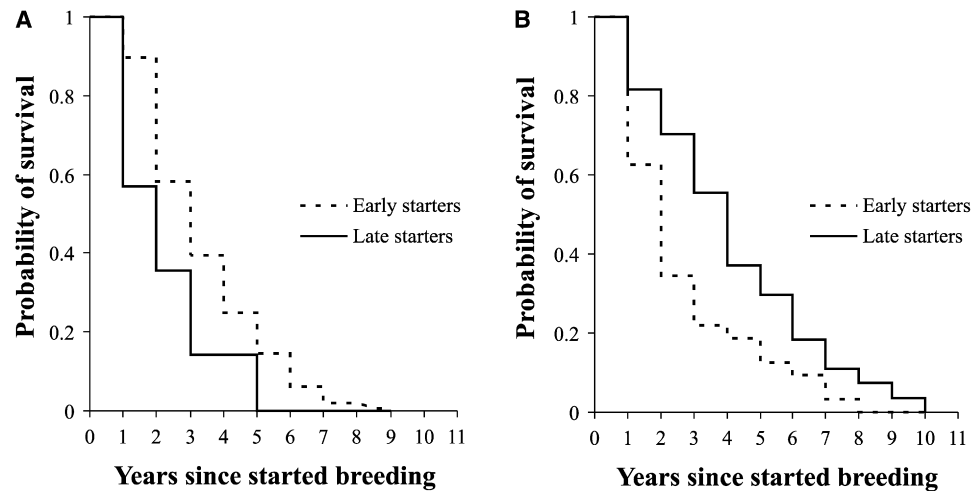 A
Probability of survival
1
0.8
0.6
0.4
0.2
0
0 1 2 3 4 5 6 7 8 9 10 11
Years since started breeding
Early starters
Late starters
B
Probability of survival
1
0.8
0.6
0.4
0.2
0
0 1 2 3 4 5 6 7 8 9 10 11
Years since started breeding
Early starters
Late starters